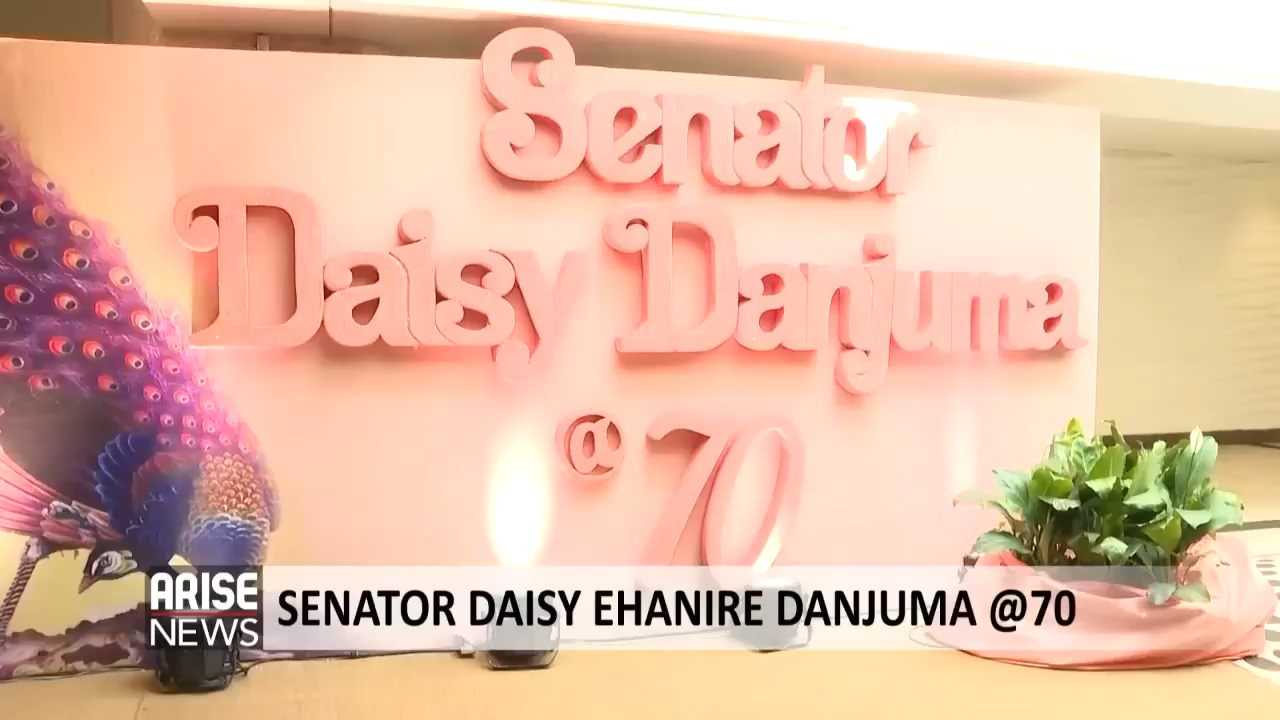 Senator
Daisy Danjuma
@ 70
ARISE
NEWS
SENATOR DAISY EHANIRE DANJUMA @70